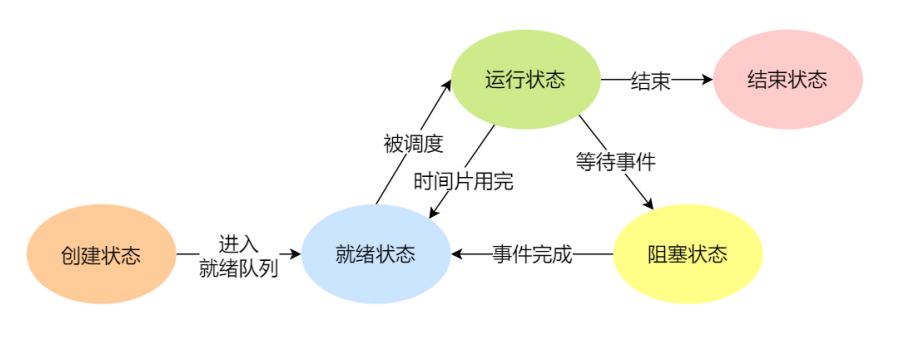 运行状态
结束
结束状态
被调度
时间片用完
等待事件
创建状态
进入
就绪队列
就绪状态
事件完成
阻塞状态